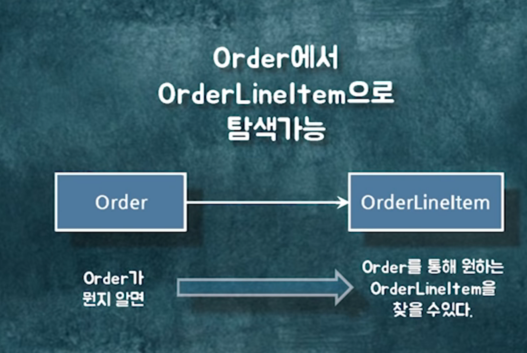 Order에서
OrderLineItem으로
탐색가능
Order
OrderLineItem
Order가
뭔지 알면
Order를 통해 원하는
OrderLineItem을
찾을 수있다.